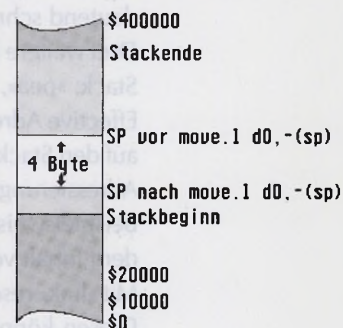 $400000
Stackende
SP vor move.l d0,-(sp)
4 Byte
SP nach move.l d0,-(sp)
Stackbeginn
$20000
$10000
$0